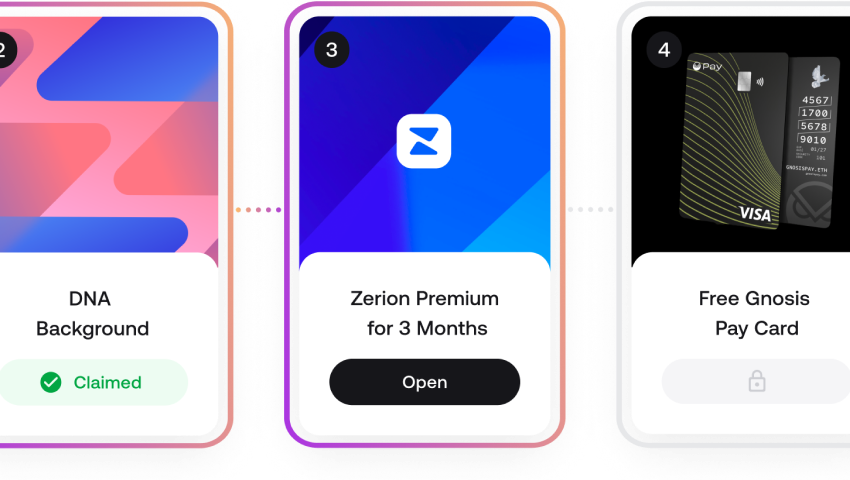 2
DNA
Background
Claimed
3
Zerion Premium
for 3 Months
Open
4
Pay
4567
1700
5678
9010
01/27
101
GNOSISPAY.ETH
VISA
Free Gnosis
Pay Card